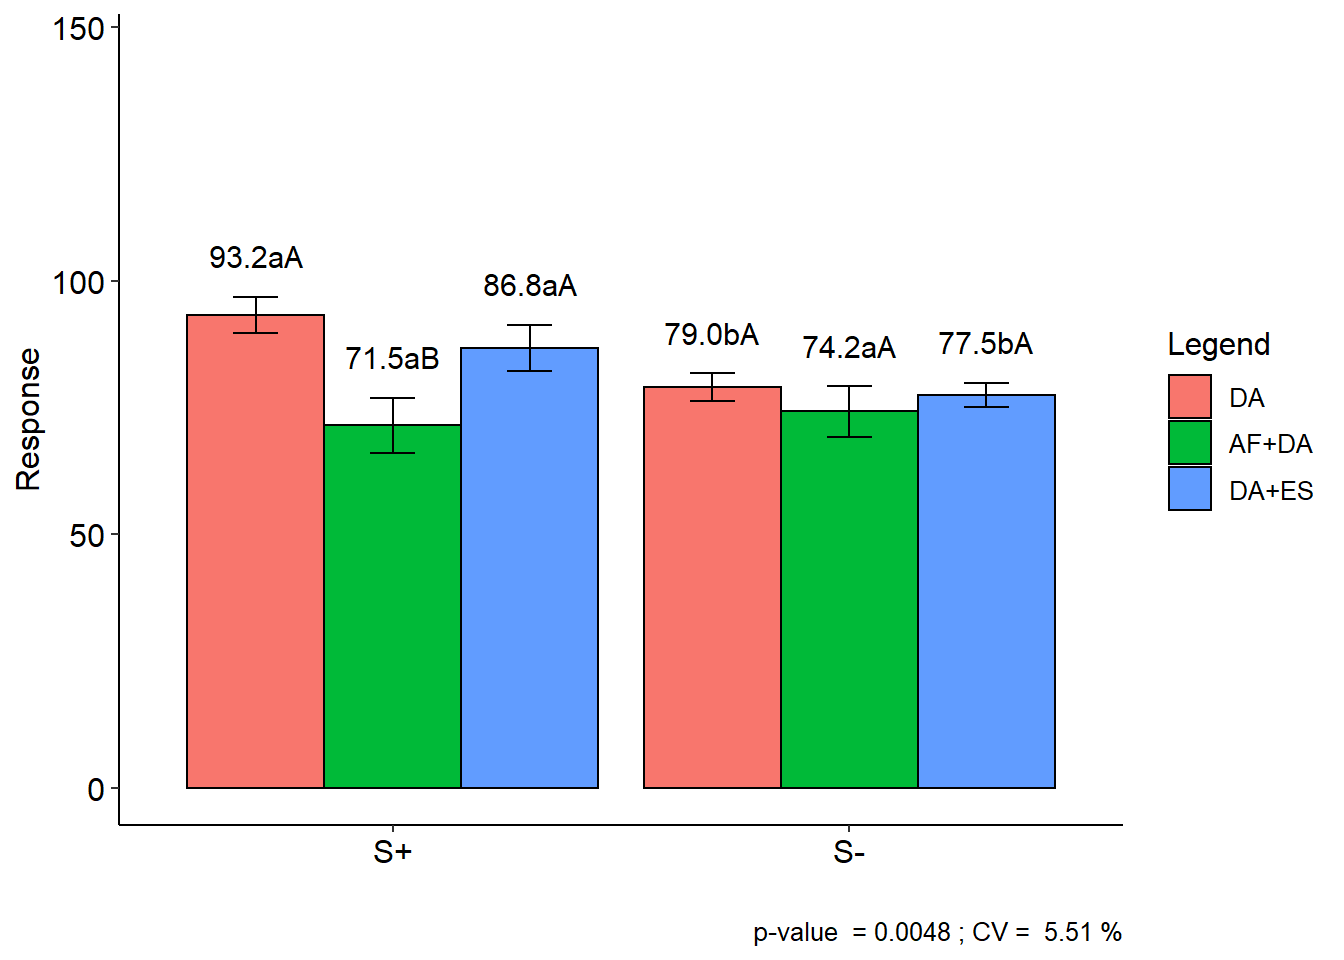 150
100
50
0
Response
93.2aA
71.5aB
86.8aA
79.0bA
74.2aA
77.5bA
S+
S-
Legend
DA
AF+DA
DA+ES
p-value  = 0.0048 ; CV =  5.51 %